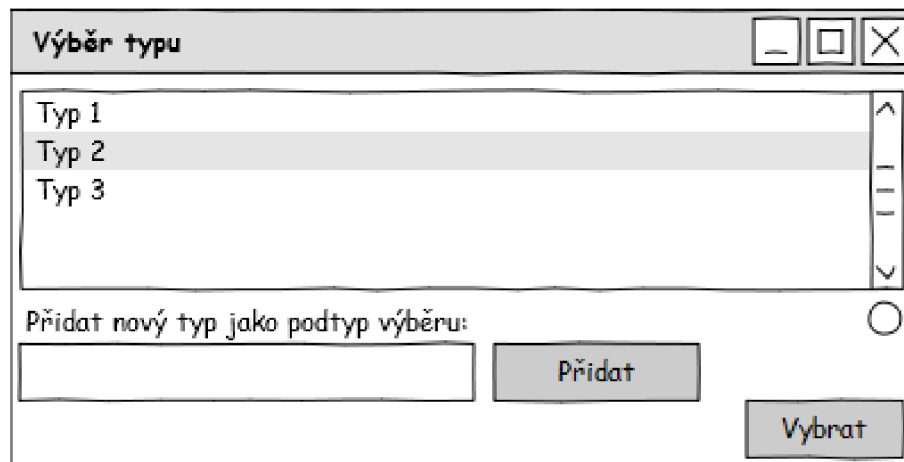 Výběr typu
Typ 1
Typ 2
Typ 3
Přidat nový typ jako podtyp výběru:
Přidat
Vybrat